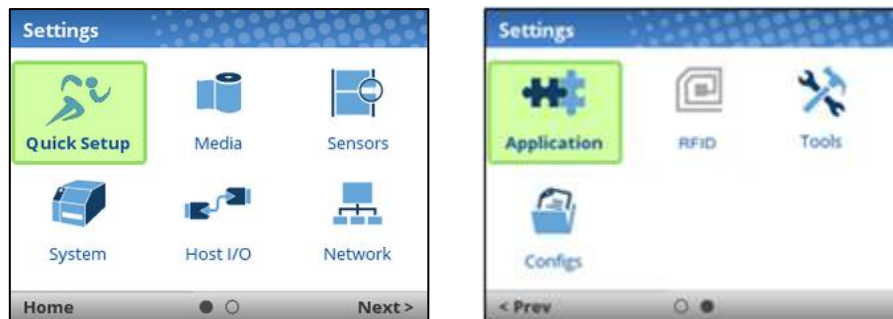 Settings
Quick Setup Media Sensors
System Host I/O Network
Home Next >
Settings
Application RFID Tools
Configs
< Prev